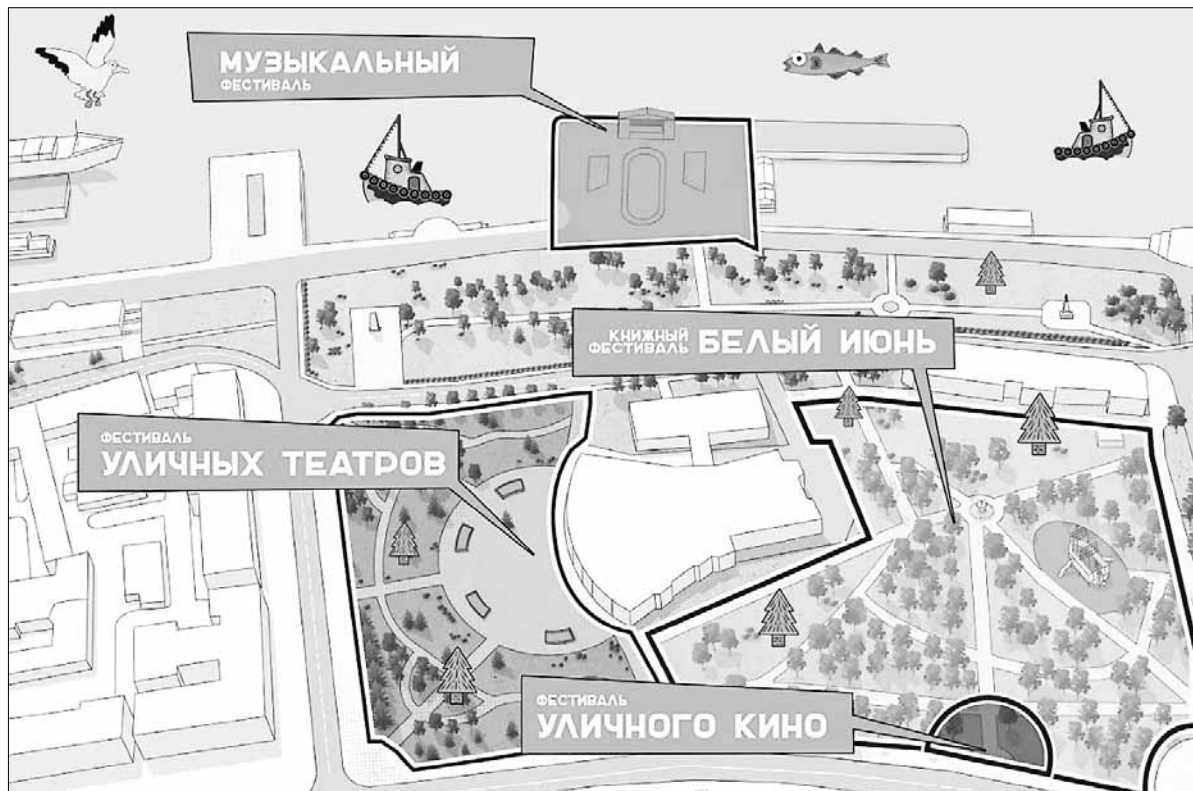 МУЗЫКАЛЬНЫЙ
ФЕСТИВАЛЬ
КНИЖНЫЙ
ФЕСТИВАЛЬ БЕЛЫЙ ИЮНЬ
ФЕСТИВАЛЬ
УЛИЧНЫХ ТЕАТРОВ
ФЕСТИВАЛЬ
УЛИЧНОГО КИНО